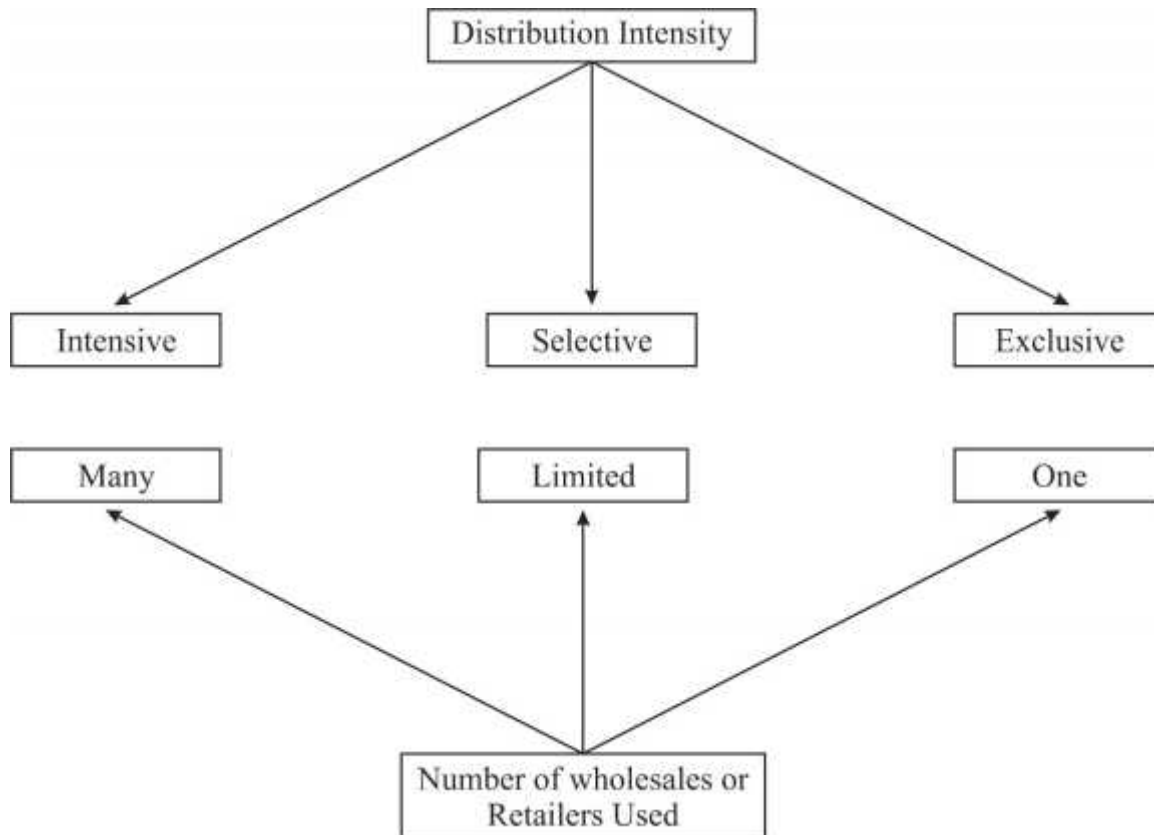 Distribution Intensity
Intensive
Selective
Exclusive
Many
Limited
One
Number of wholesales or
Retailers Used